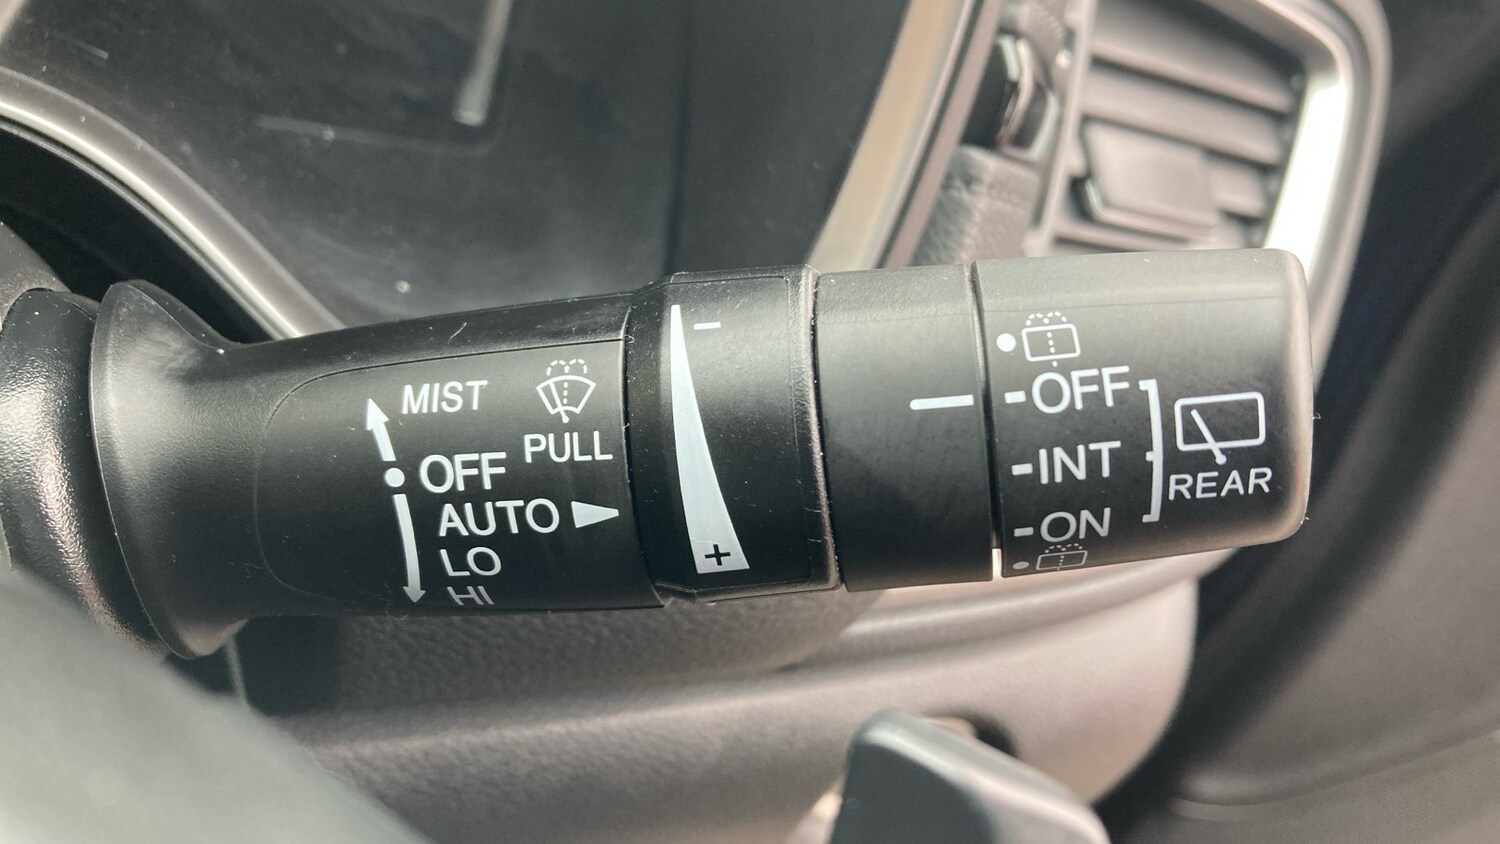 MIST
PULL
OFF
AUTO
LO
HI
−
+
OFF
INT
ON
REAR